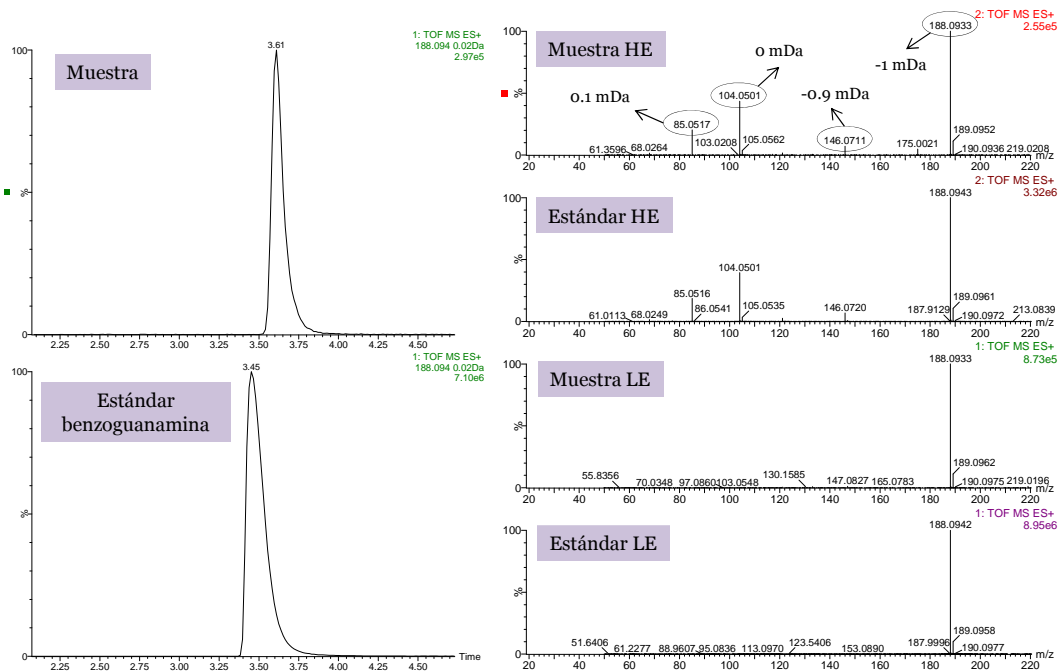 1: TOF MS ES+
188.094 0.02Da
2.97e5
Muestra
3.61
100
%
0
2.25 2.50 2.75 3.00 3.25 3.50 3.75 4.00 4.25 4.50
1: TOF MS ES+
188.094 0.02Da
7.10e6
Estándar
benzoguanamina
3.45
100
%
0
2.25 2.50 2.75 3.00 3.25 3.50 3.75 4.00 4.25 4.50
Time
2: TOF MS ES+
2.55e5
Muestra HE
100
%
0
188.0933
-1 mDa
0 mDa
104.0501
0.1 mDa
85.0517
-0.9 mDa
146.0711
61.3596 68.0264 103.0208 105.0562 175.0021 189.0952 190.0936 219.0208
m/z
20 40 60 80 100 120 140 160 180 200 220
2: TOF MS ES+
3.32e6
Estándar HE
100
%
0
188.0943
104.0501
85.0516
61.0113 68.0249 86.0541 105.0535 146.0720 187.9129 189.0961 190.0972 213.0839
m/z
20 40 60 80 100 120 140 160 180 200 220
1: TOF MS ES+
8.73e5
Muestra LE
100
%
0
188.0933
55.8356 70.0348 97.0860 103.0548 130.1585 147.0827 165.0783 189.0962 190.0975 219.0196
m/z
20 40 60 80 100 120 140 160 180 200 220
1: TOF MS ES+
8.95e6
Estándar LE
100
%
0
188.0942
51.6406 61.2277 88.9607 95.0836 113.0970 123.5406 153.0890 187.9996 189.0958 190.0977
m/z
20 40 60 80 100 120 140 160 180 200 220